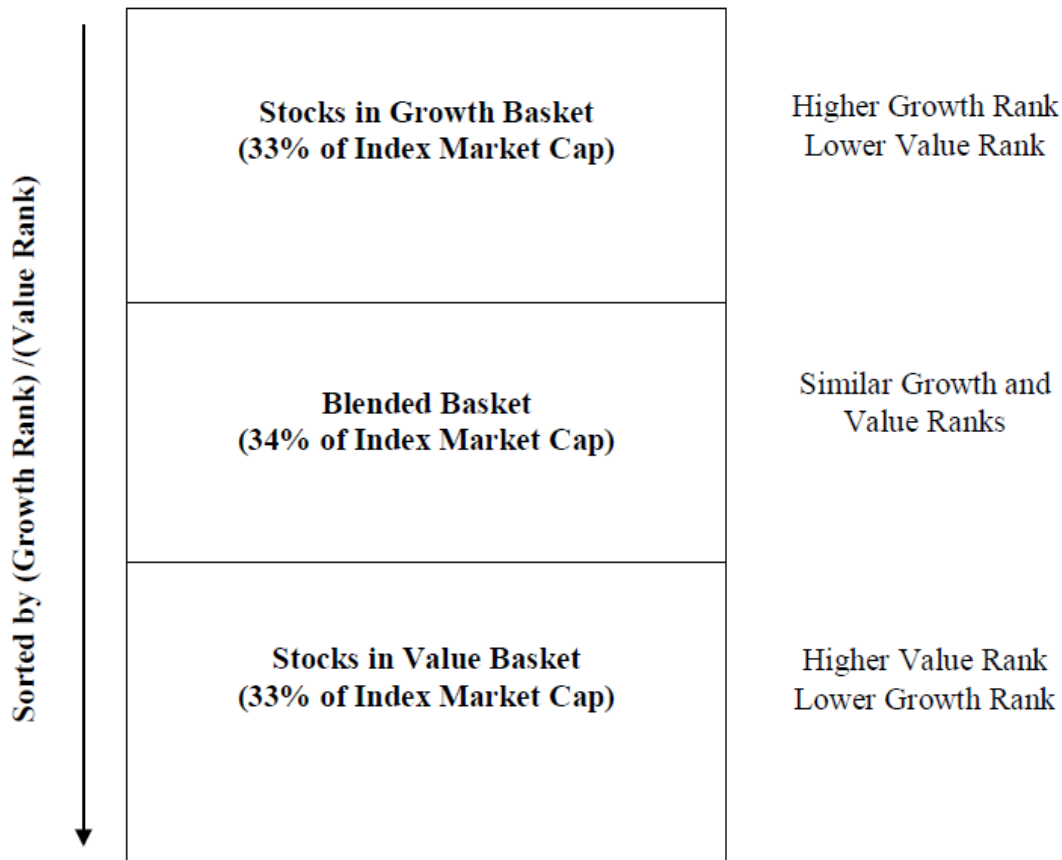 Sorted by (Growth Rank) /(Value Rank)
Stocks in Growth Basket
(33% of Index Market Cap)
Higher Growth Rank
Lower Value Rank
Blended Basket
(34% of Index Market Cap)
Similar Growth and
Value Ranks
Stocks in Value Basket
(33% of Index Market Cap)
Higher Value Rank
Lower Growth Rank